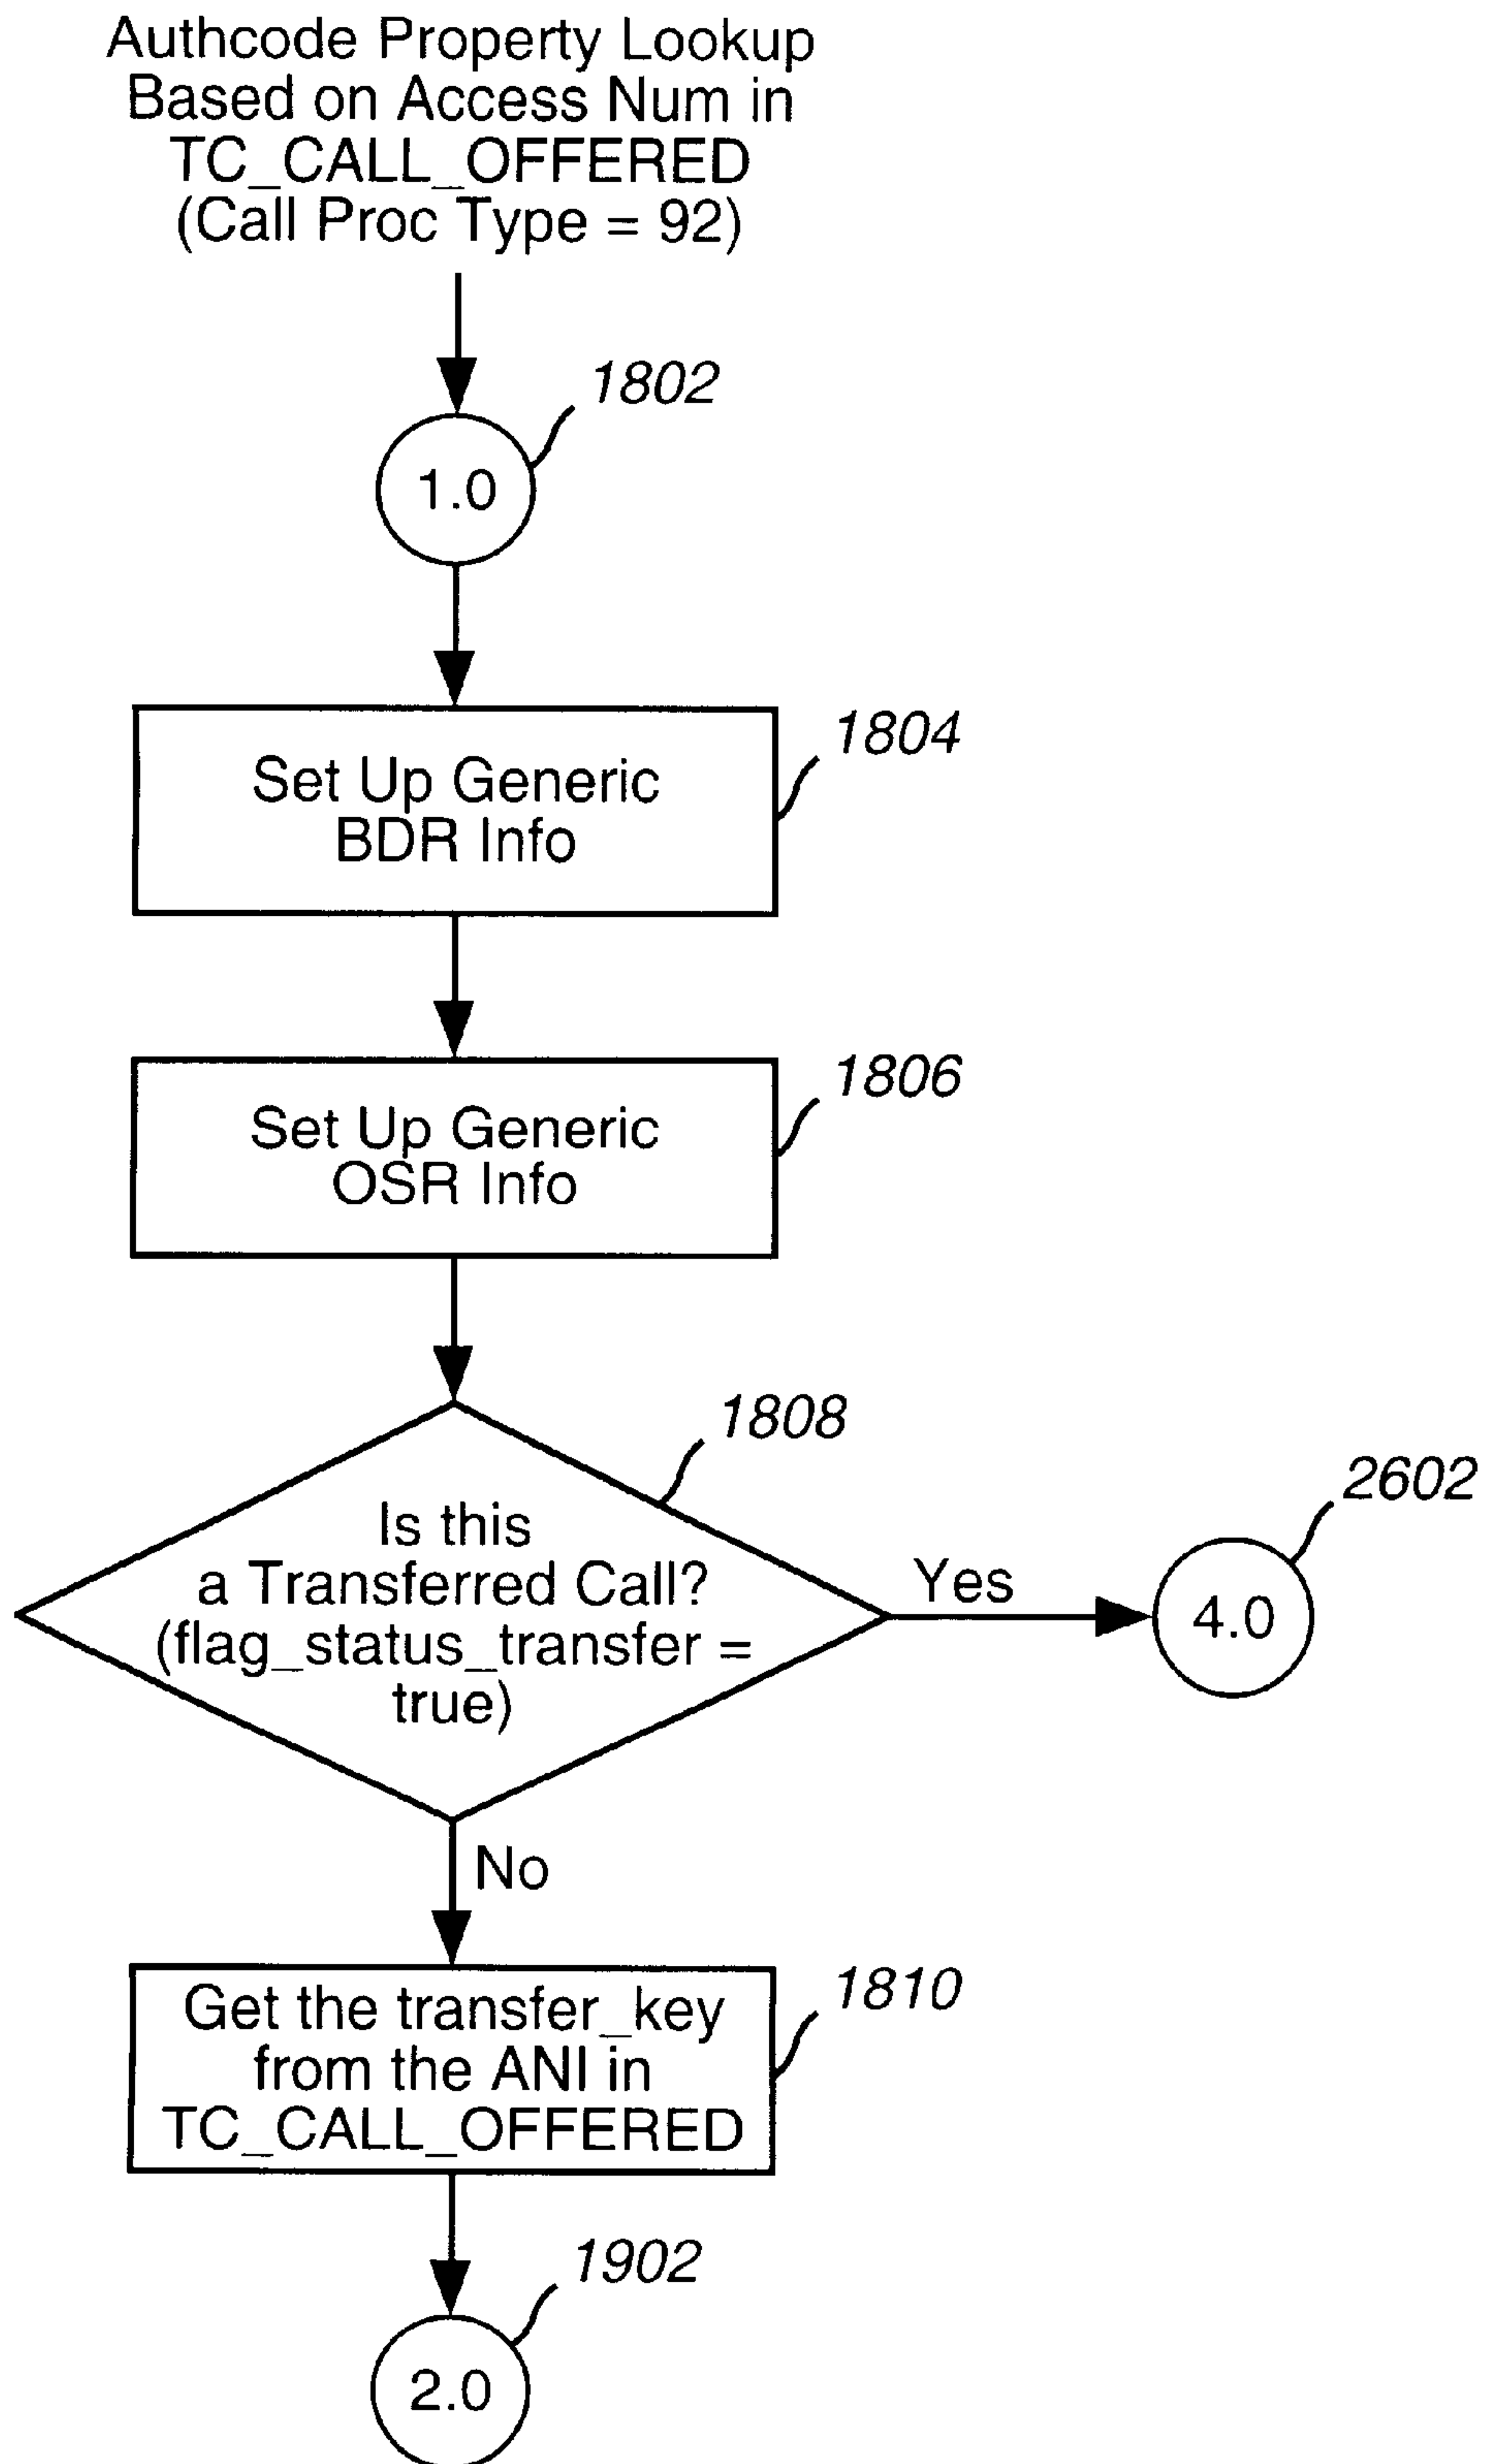 Authcode Property Lookup
Based on Access Num in
TC_CALL_OFFERED
(Call Proc Type = 92)
1802
1.0
1804
Set Up Generic
BDR Info
1806
Set Up Generic
OSR Info
1808
2602
Is this
a Transferred Call?
(flag_status_transfer =
true)
Yes
4.0
No
1810
Get the transfer_key
from the ANI in
TC_CALL_OFFERED
1902
2.0